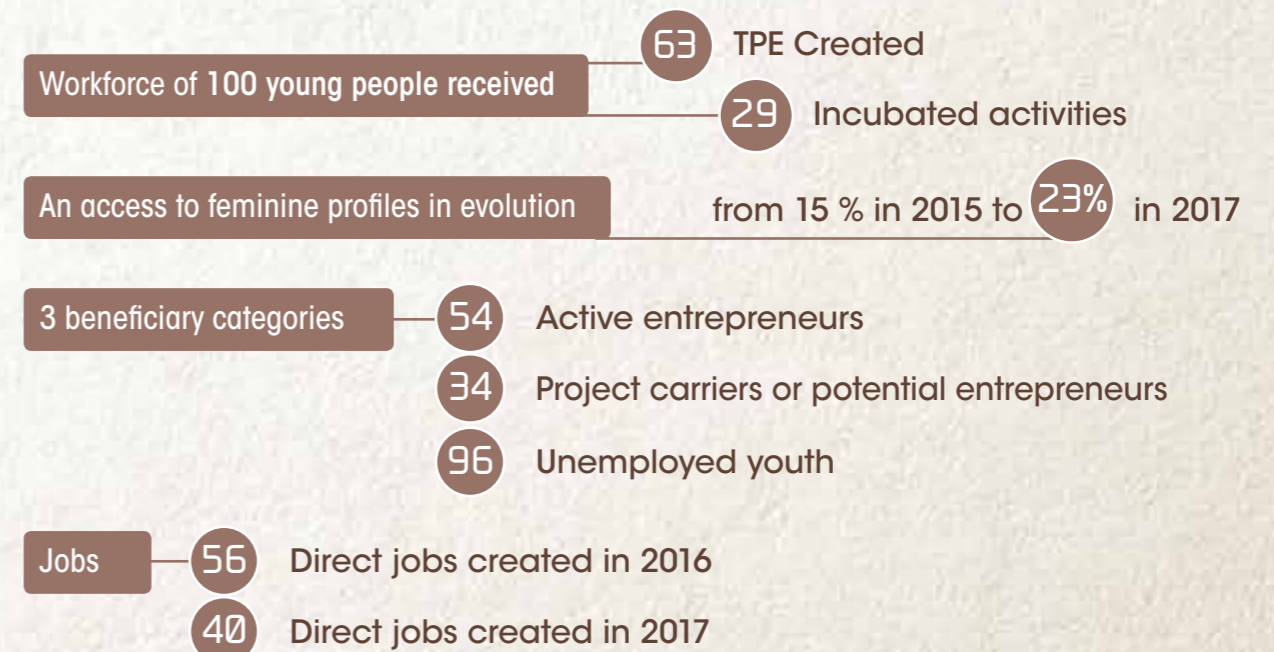 63 TPE Created
Workforce of 100 young people received
29 Incubated activities
An access to feminine profiles in evolution from 15 % in 2015 to 23% in 2017
3 beneficiary categories 54 Active entrepreneurs
34 Project carriers or potential entrepreneurs
96 Unemployed youth
Jobs 56 Direct jobs created in 2016
40 Direct jobs created in 2017